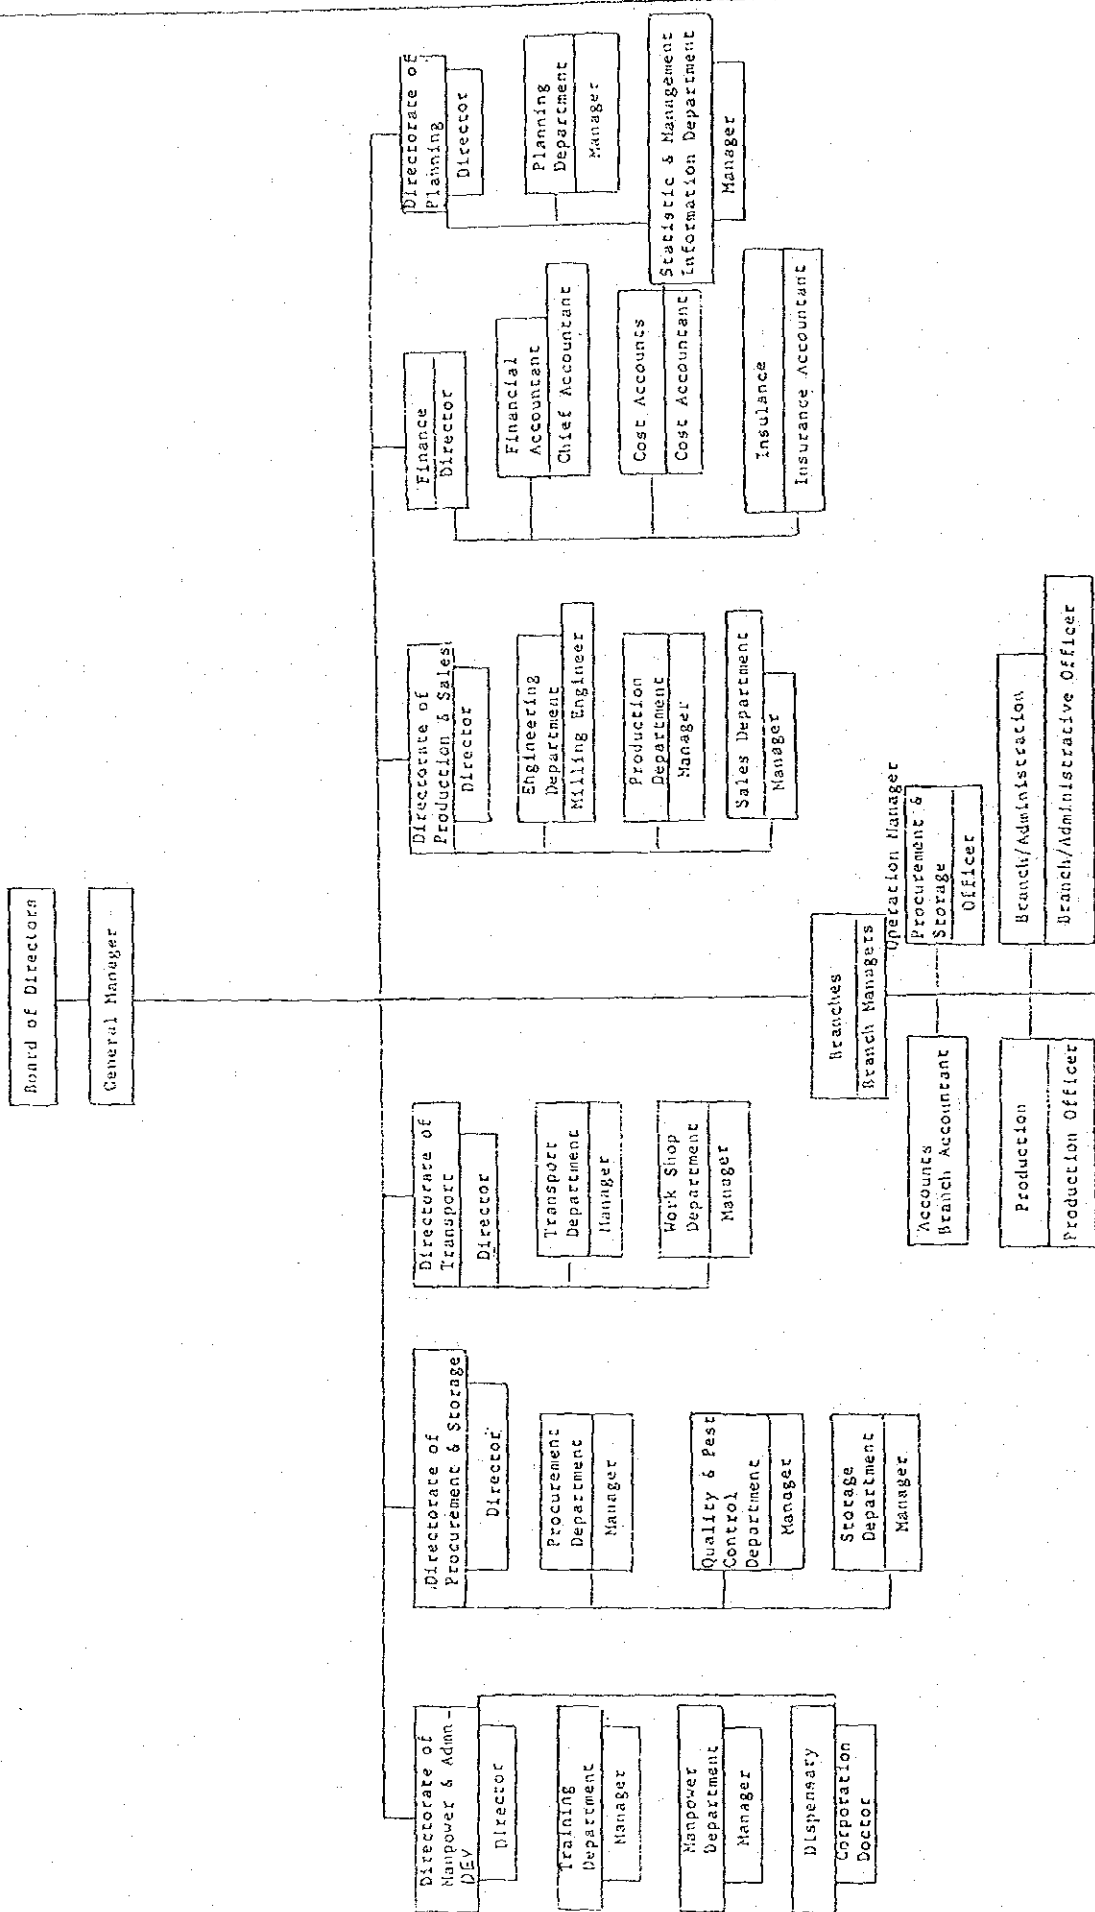 Board of Directors
General Manager
Directorate of
Manpower & Admn-
DEV
Director
Training
Department
Manager
Manpower
Department
Manager
Dispensary
Corporation
Doctor
Directorate of
Procurement & Storage
Director
Procurement
Department
Manager
Quality & Pest
Control
Department
Manager
Storage
Department
Manager
Directorate of
Transport
Director
Transport
Department
Manager
Work Shop
Department
Manager
Branches
Branch Managers
Operation Manager
Accounts
Branch Accountant
Procurement &
Storage
Officer
Production
Production Officer
Branch/Administration
Branch/Administrative Officer
Directorate of
Production & Sales
Director
Engineering
Department
Milling Engineer
Production
Department
Manager
Sales Department
Manager
Finance
Director
Financial
Accountant
Chief Accountant
Cost Accounts
Cost Accountant
Insulance
Insurance Accountant
Directorate of
Planning
Director
Planning
Department
Manager
Statistic & Management
Information Department
Manager